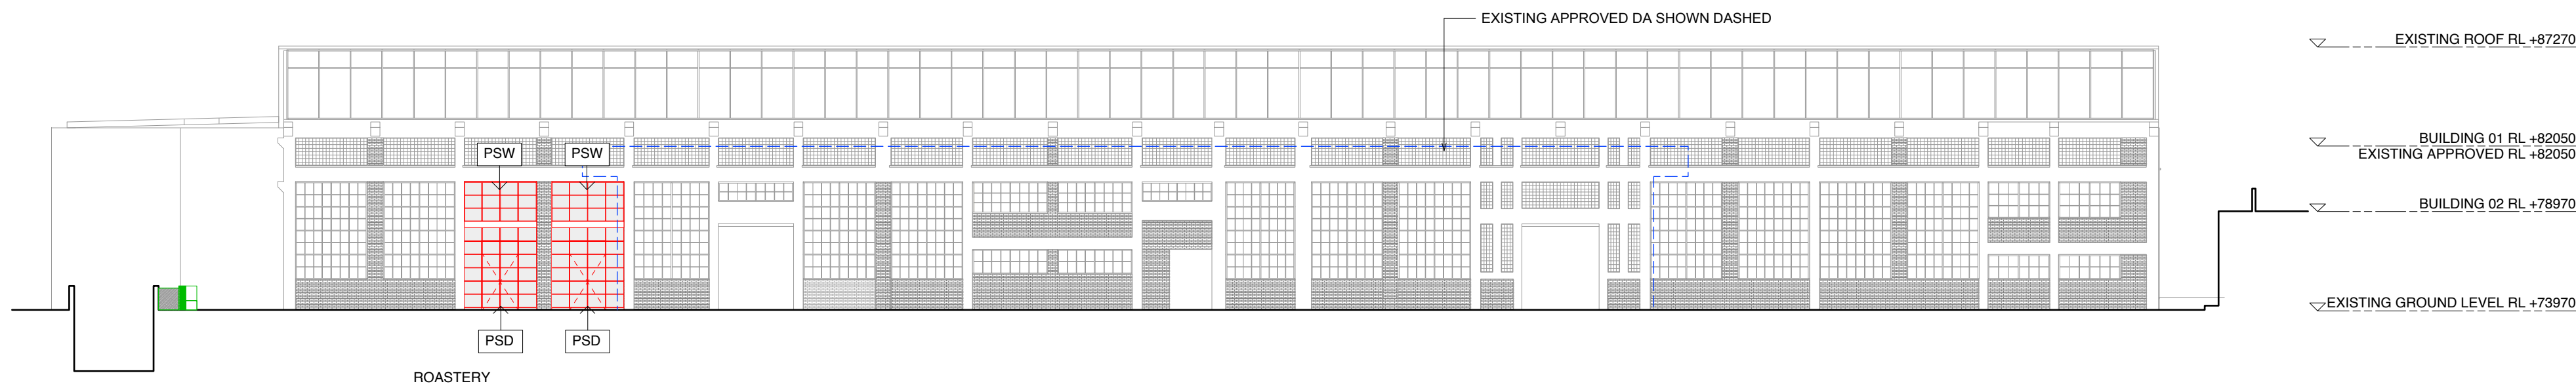 EXISTING APPROVED DA SHOWN DASHED
EXISTING ROOF RL +87270
BUILDING 01 RL +82050
EXISTING APPROVED RL +82050
PSW
PSW
BUILDING 02 RL +78970
EXISTING GROUND LEVEL RL +73970
PSD
PSD
ROASTERY